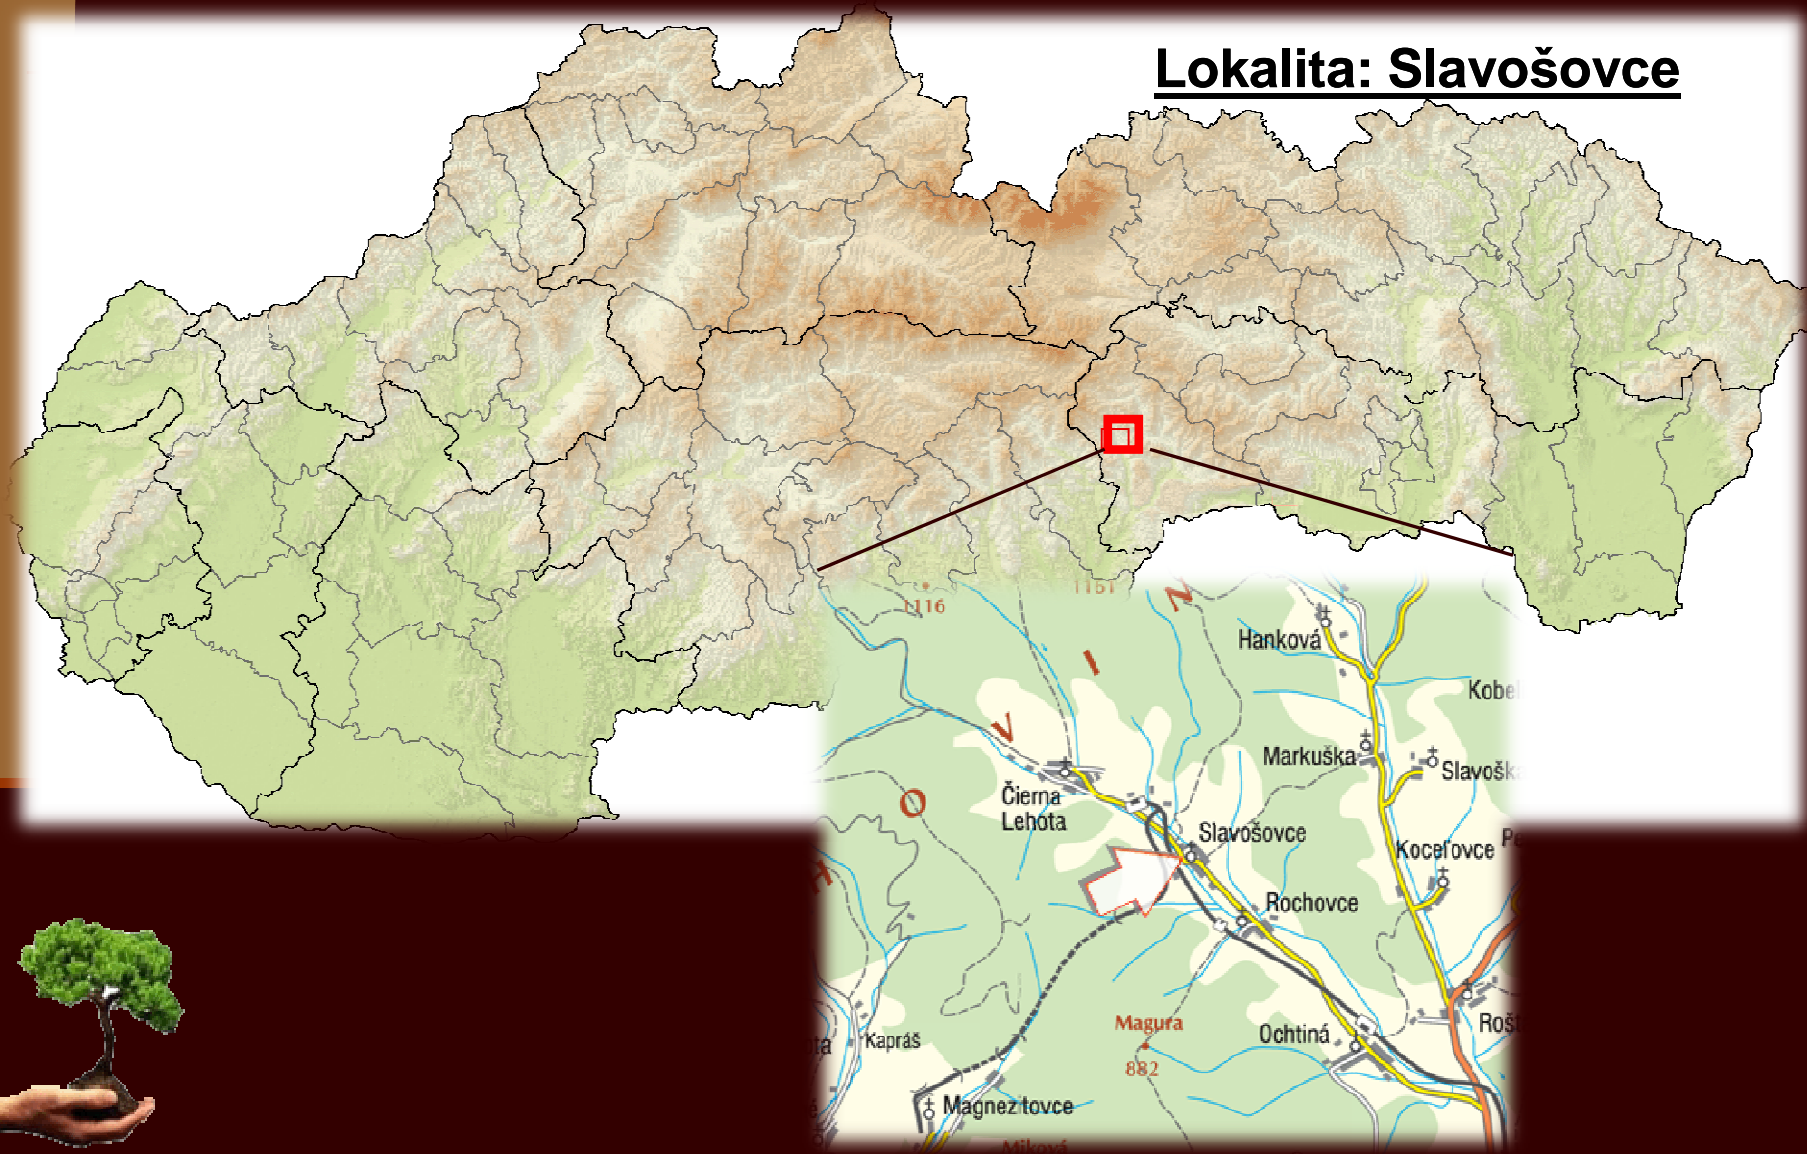 Lokalita: Slavošovce
1116
1151
N
Hanková
I
Kobel
V
Markuška
Slavošk
Čierna
Lehota
O
Slavošovce
Koceľovce
H
Rochovce
Magura
882
Ochtiná
Rošt
Kapráš
Magnezitovce
Miková